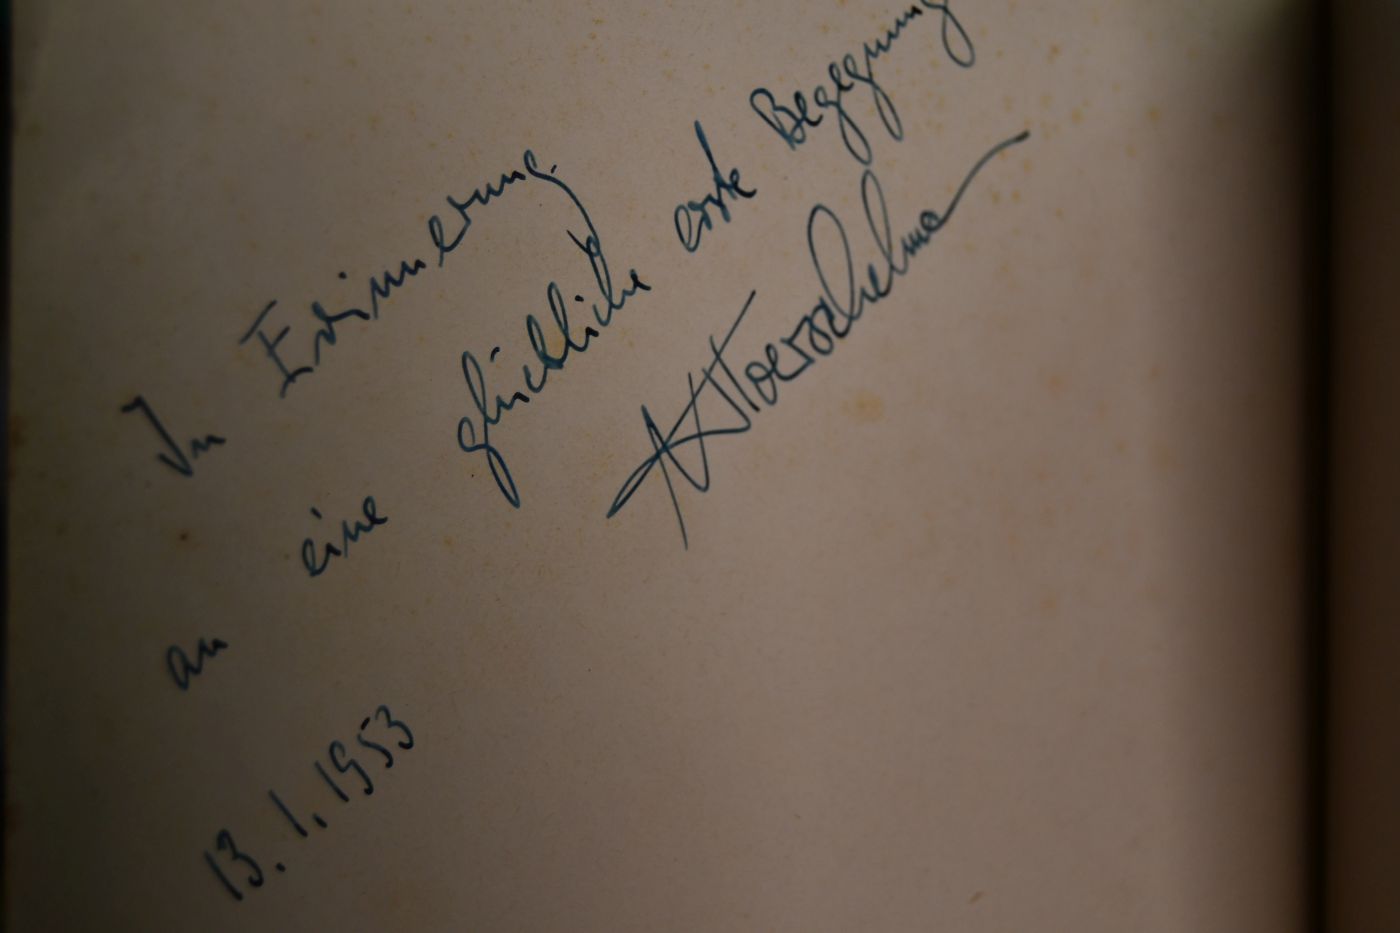 In Erinnerung
an eine glückliche erste Begegnung
13.1.1953